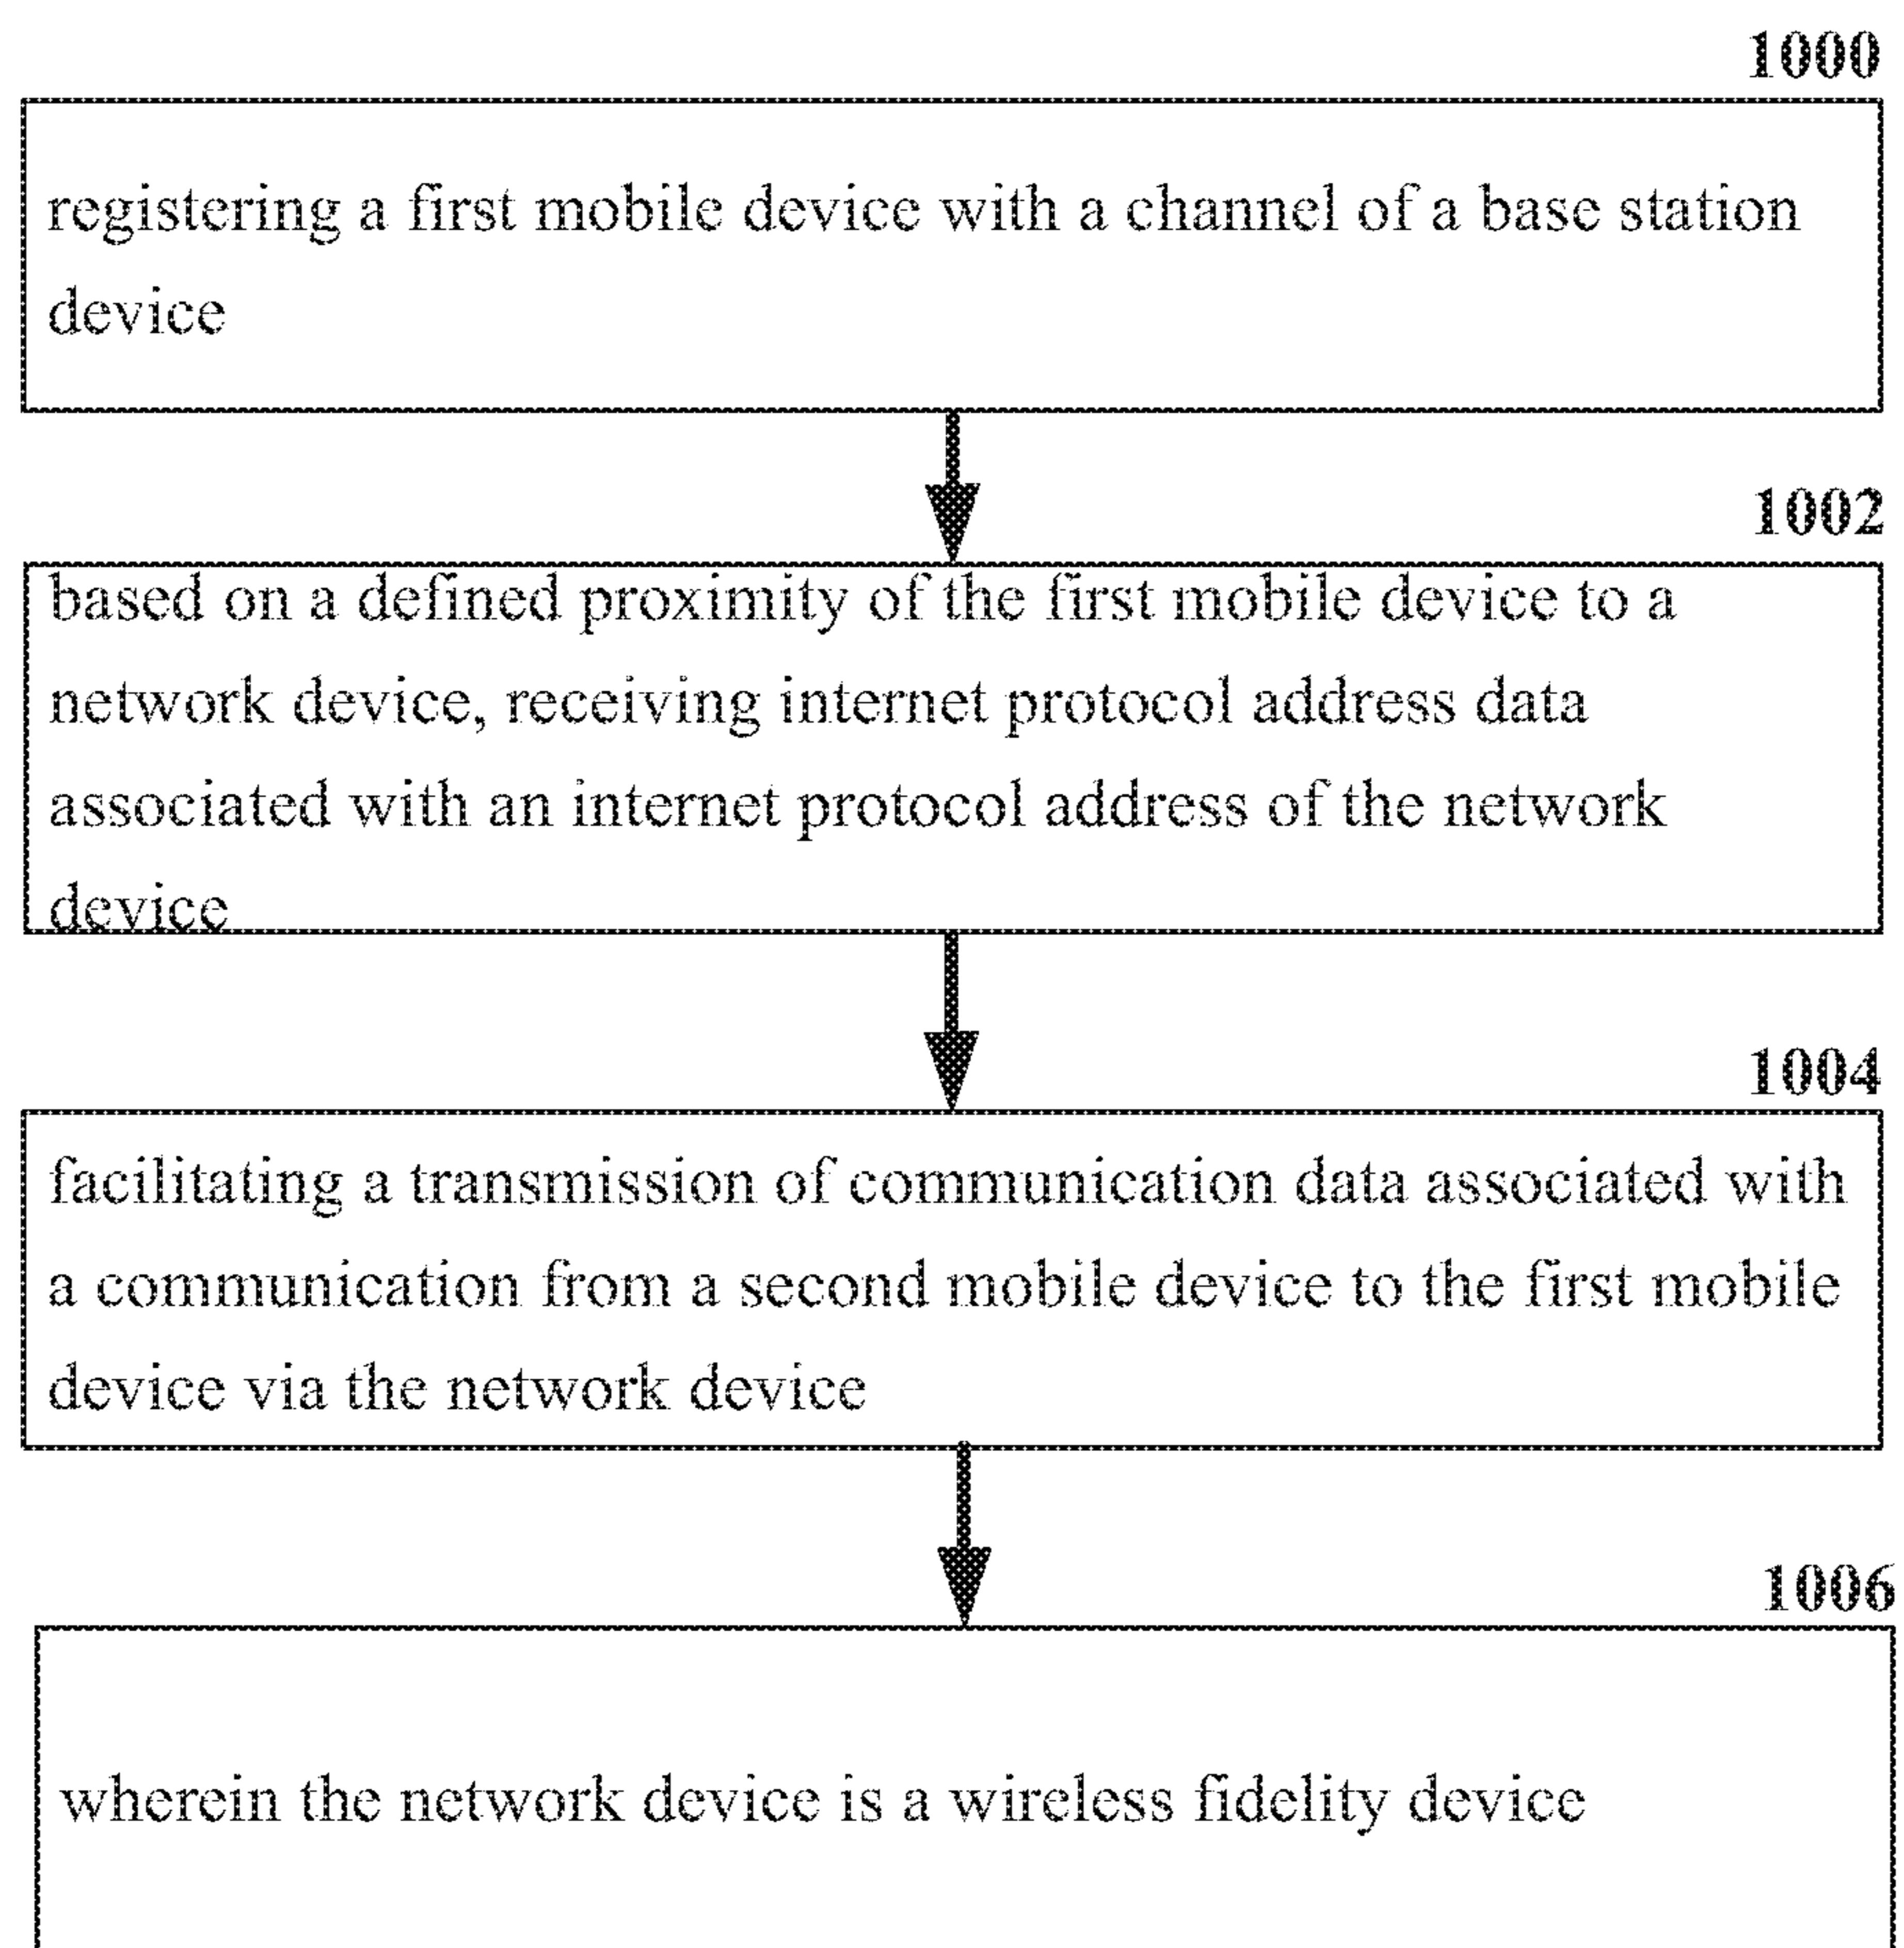 1000
registering a first mobile device with a channel of a base station
device
1002
based on a defined proximity of the first mobile device to a
network device, receiving internet protocol address data
associated with an internet protocol address of the network
device
1004
facilitating a transmission of communication data associated with
a communication from a second mobile device to the first mobile
device via the network device
1006
wherein the network device is a wireless fidelity device